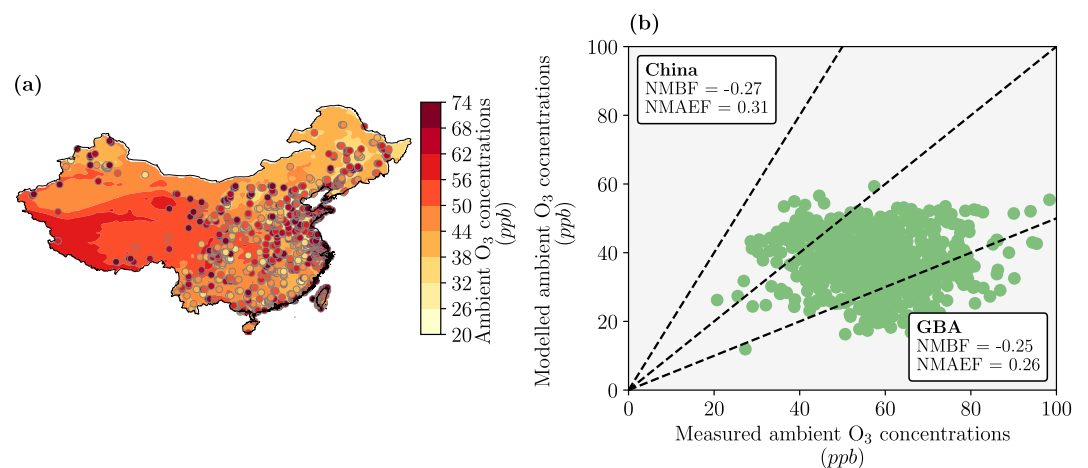 (a)
74
68
62
56
50
44
38
32
26
20
Ambient O₃ concentrations
(ppb)
(b)
100
80
60
40
20
0
Modelled ambient O₃ cocentrations
(ppb)
China
NMBF = -0.27
NMAEF = 0.31
GBA
NMBF = -0.25
NMAEF = 0.26
0 20 40 60 80 100
Measured ambient O₃ concentrations
(ppb)